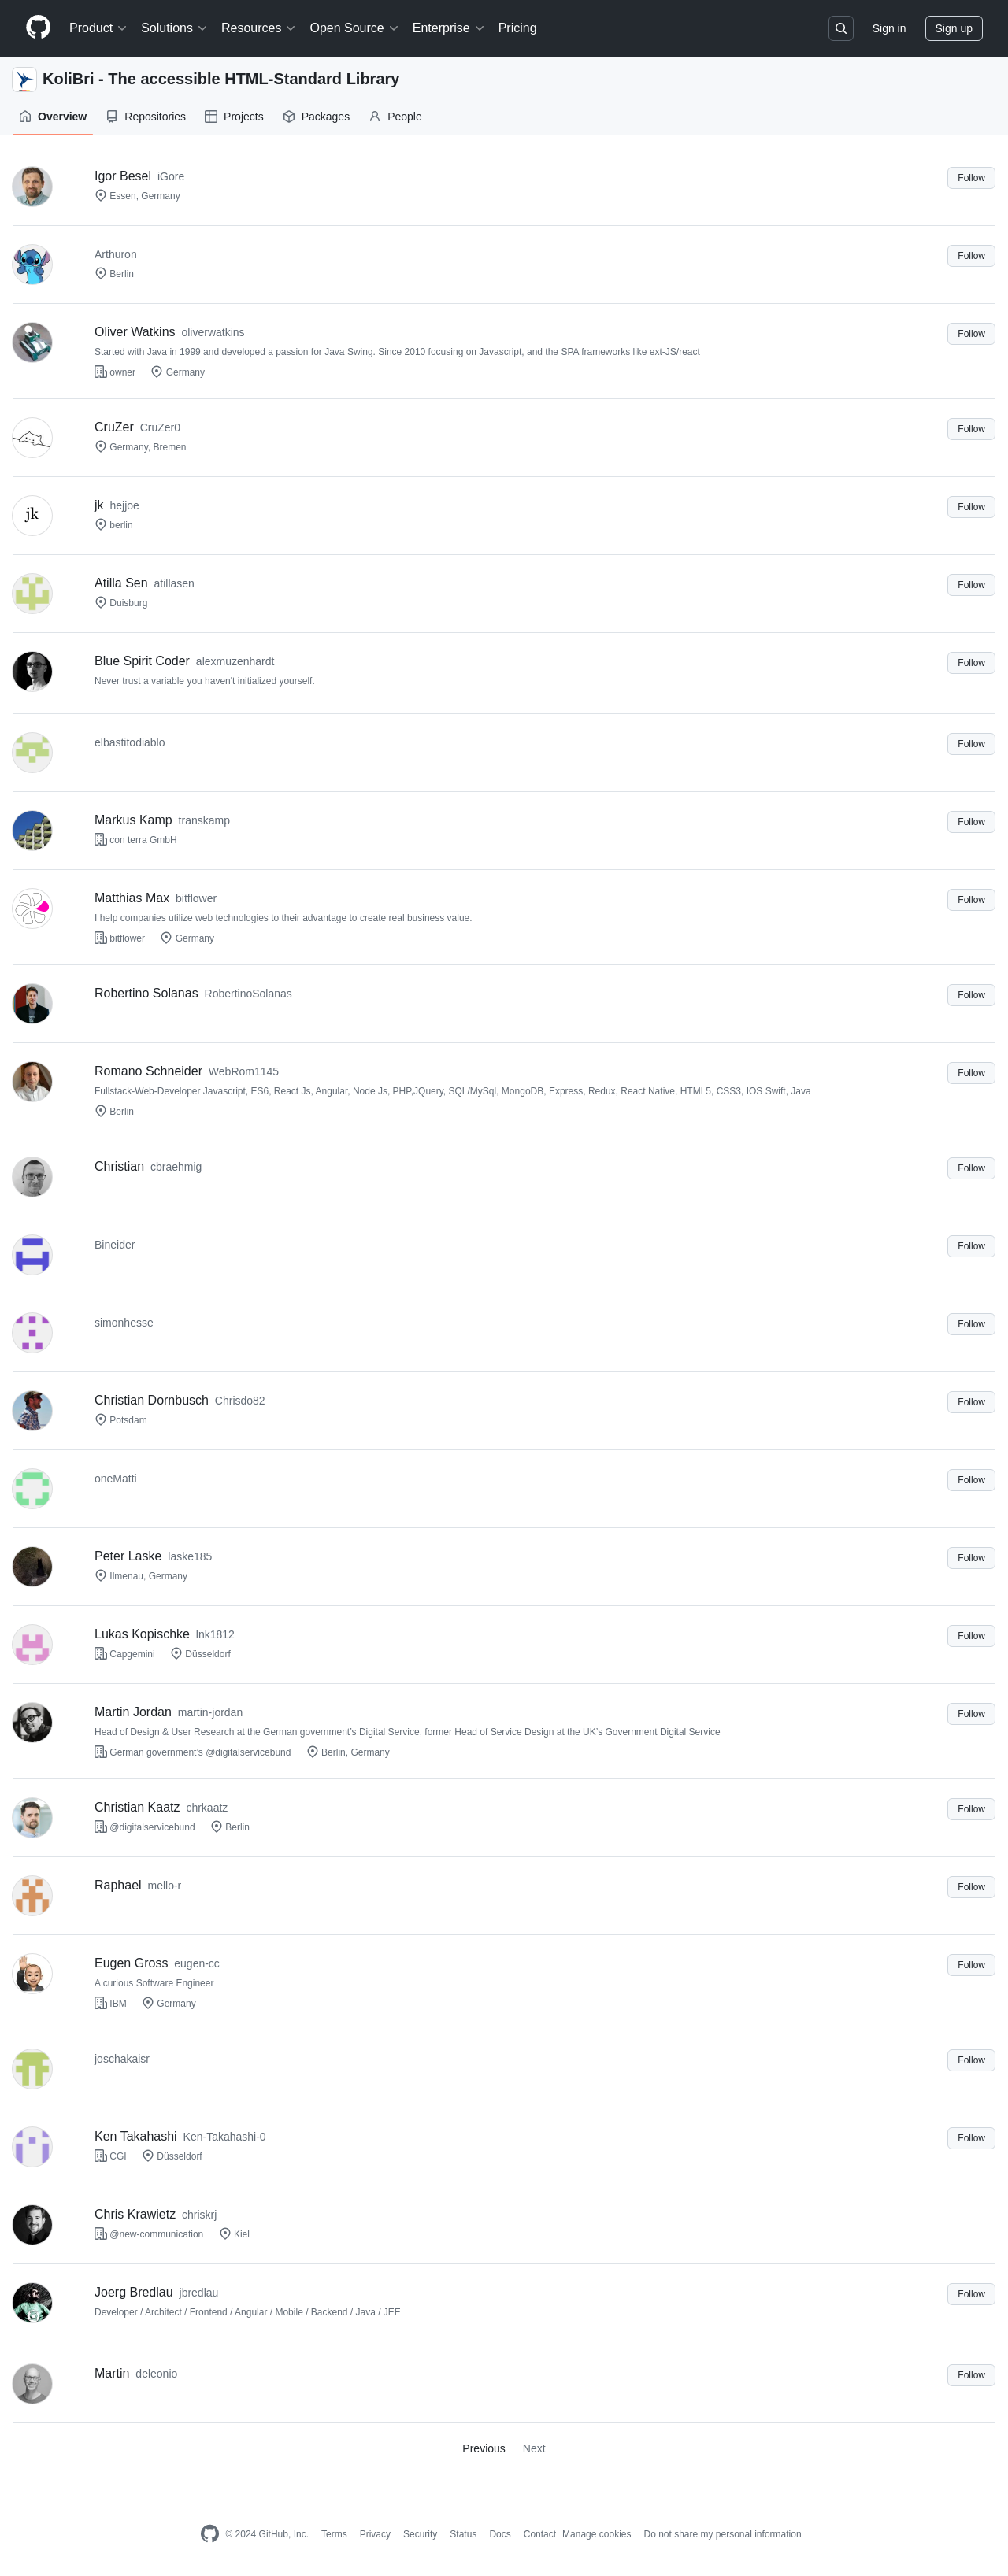 Product Solutions Resources Open Source Enterprise Pricing Sign in Sign up
KoliBri - The accessible HTML-Standard Library
Overview Repositories Projects Packages People
Igor Besel iGore Follow
Essen, Germany
Arthuron Follow
Berlin
Oliver Watkins oliverwatkins Follow
Started with Java in 1999 and developed a passion for Java Swing. Since 2010 focusing on Javascript, and the SPA frameworks like ext-JS/react
owner Germany
CruZer CruZer0 Follow
Germany, Bremen
jk jk hejjoe Follow
berlin
Atilla Sen atillasen Follow
Duisburg
Blue Spirit Coder alexmuzenhardt Follow
Never trust a variable you haven't initialized yourself.
elbastitodiablo Follow
Markus Kamp transkamp Follow
con terra GmbH
Matthias Max bitflower Follow
I help companies utilize web technologies to their advantage to create real business value.
bitflower Germany
Robertino Solanas RobertinoSolanas Follow
Romano Schneider WebRom1145 Follow
Fullstack-Web-Developer Javascript, ES6, React Js, Angular, Node Js, PHP,JQuery, SQL/MySql, MongoDB, Express, Redux, React Native, HTML5, CSS3, IOS Swift, Java
Berlin
Christian cbraehmig Follow
Bineider Follow
simonhesse Follow
Christian Dornbusch Chrisdo82 Follow
Potsdam
oneMatti Follow
Peter Laske laske185 Follow
Ilmenau, Germany
Lukas Kopischke lnk1812 Follow
Capgemini Düsseldorf
Martin Jordan martin-jordan Follow
Head of Design & User Research at the German government’s Digital Service, former Head of Service Design at the UK’s Government Digital Service
German government’s @digitalservicebund Berlin, Germany
Christian Kaatz chrkaatz Follow
@digitalservicebund Berlin
Raphael mello-r Follow
Eugen Gross eugen-cc Follow
A curious Software Engineer
IBM Germany
joschakaisr Follow
Ken Takahashi Ken-Takahashi-0 Follow
CGI Düsseldorf
Chris Krawietz chriskrj Follow
@new-communication Kiel
Joerg Bredlau jbredlau Follow
Developer / Architect / Frontend / Angular / Mobile / Backend / Java / JEE
Martin deleonio Follow
Previous Next
© 2024 GitHub, Inc. Terms Privacy Security Status Docs Contact Manage cookies Do not share my personal information